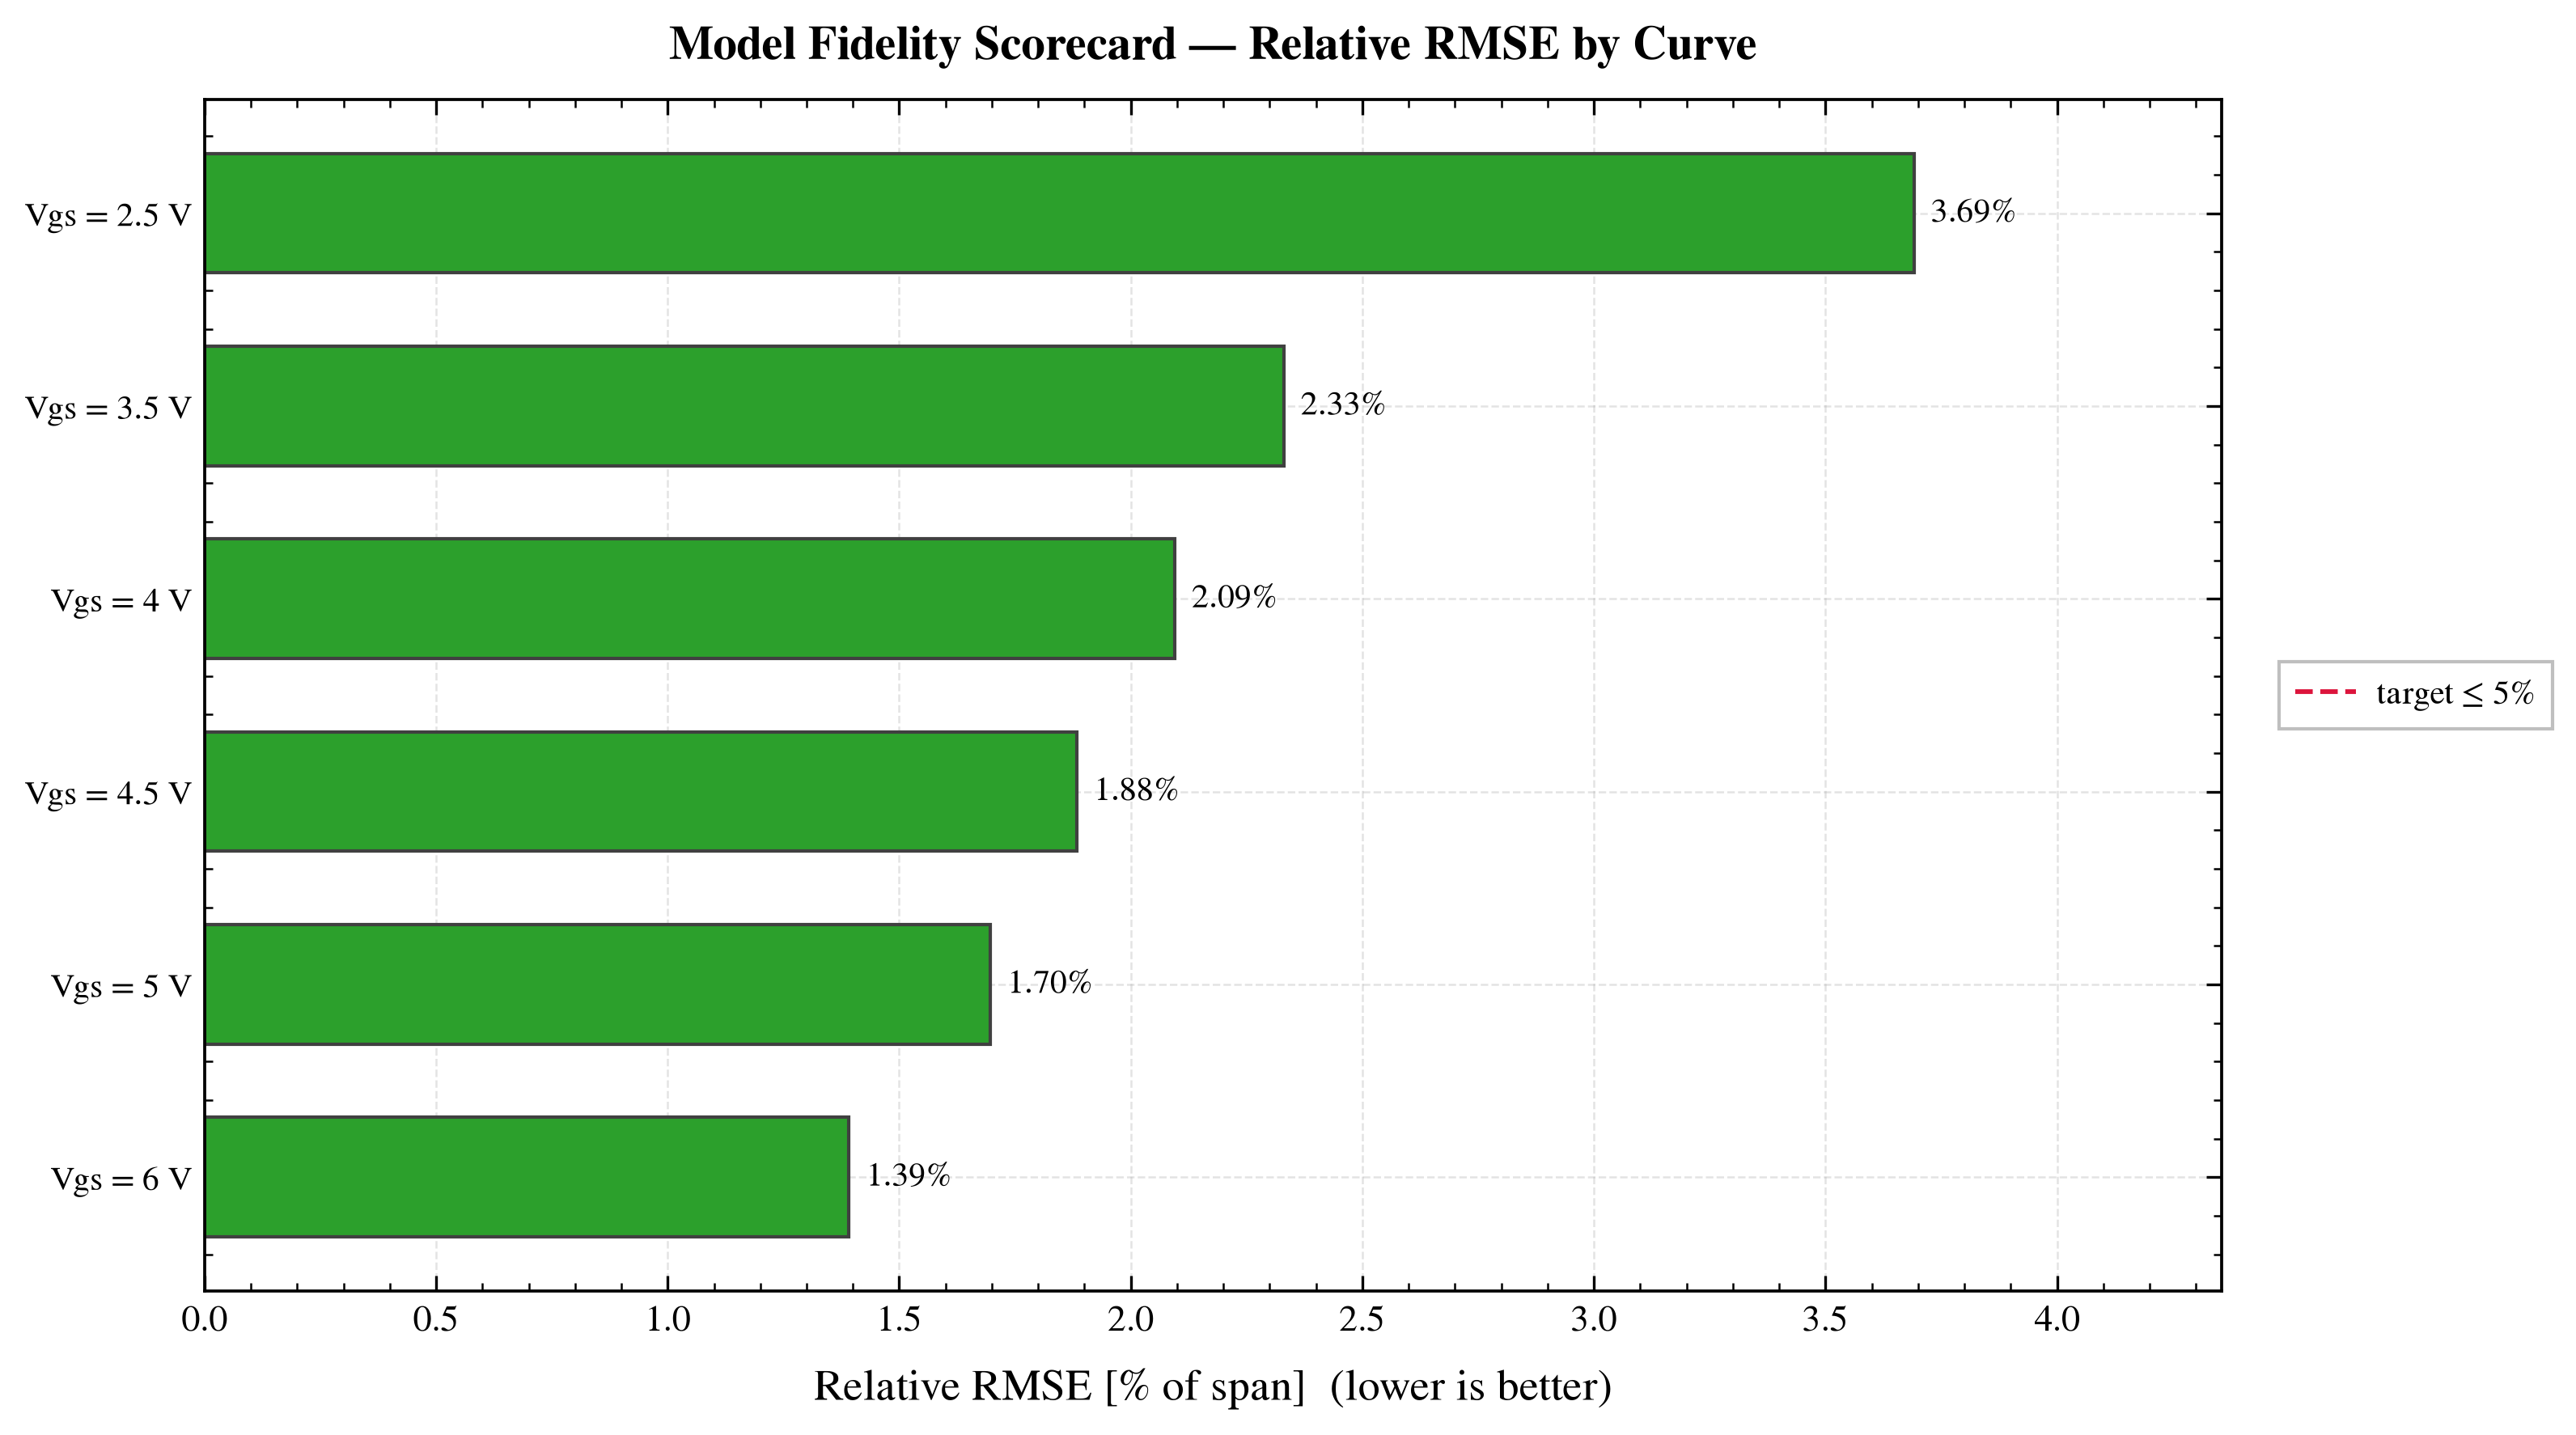 Model Fidelity Scorecard — Relative RMSE by Curve
Vgs = 2.5 V
3.69%
Vgs = 3.5 V
2.33%
Vgs = 4 V
2.09%
target ≤ 5%
Vgs = 4.5 V
1.88%
Vgs = 5 V
1.70%
Vgs = 6 V
1.39%
0.0 0.5 1.0 1.5 2.0 2.5 3.0 3.5 4.0
Relative RMSE [% of span] (lower is better)